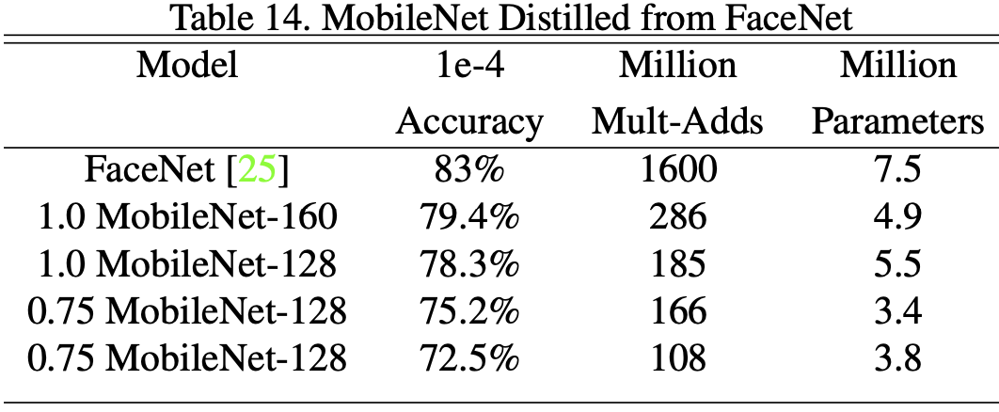 Table 14. MobileNet Distilled from FaceNet
Model 1e-4 Million Million
Accuracy Mult-Adds Parameters
FaceNet [25] 83% 1600 7.5
1.0 MobileNet-160 79.4% 286 4.9
1.0 MobileNet-128 78.3% 185 5.5
0.75 MobileNet-128 75.2% 166 3.4
0.75 MobileNet-128 72.5% 108 3.8